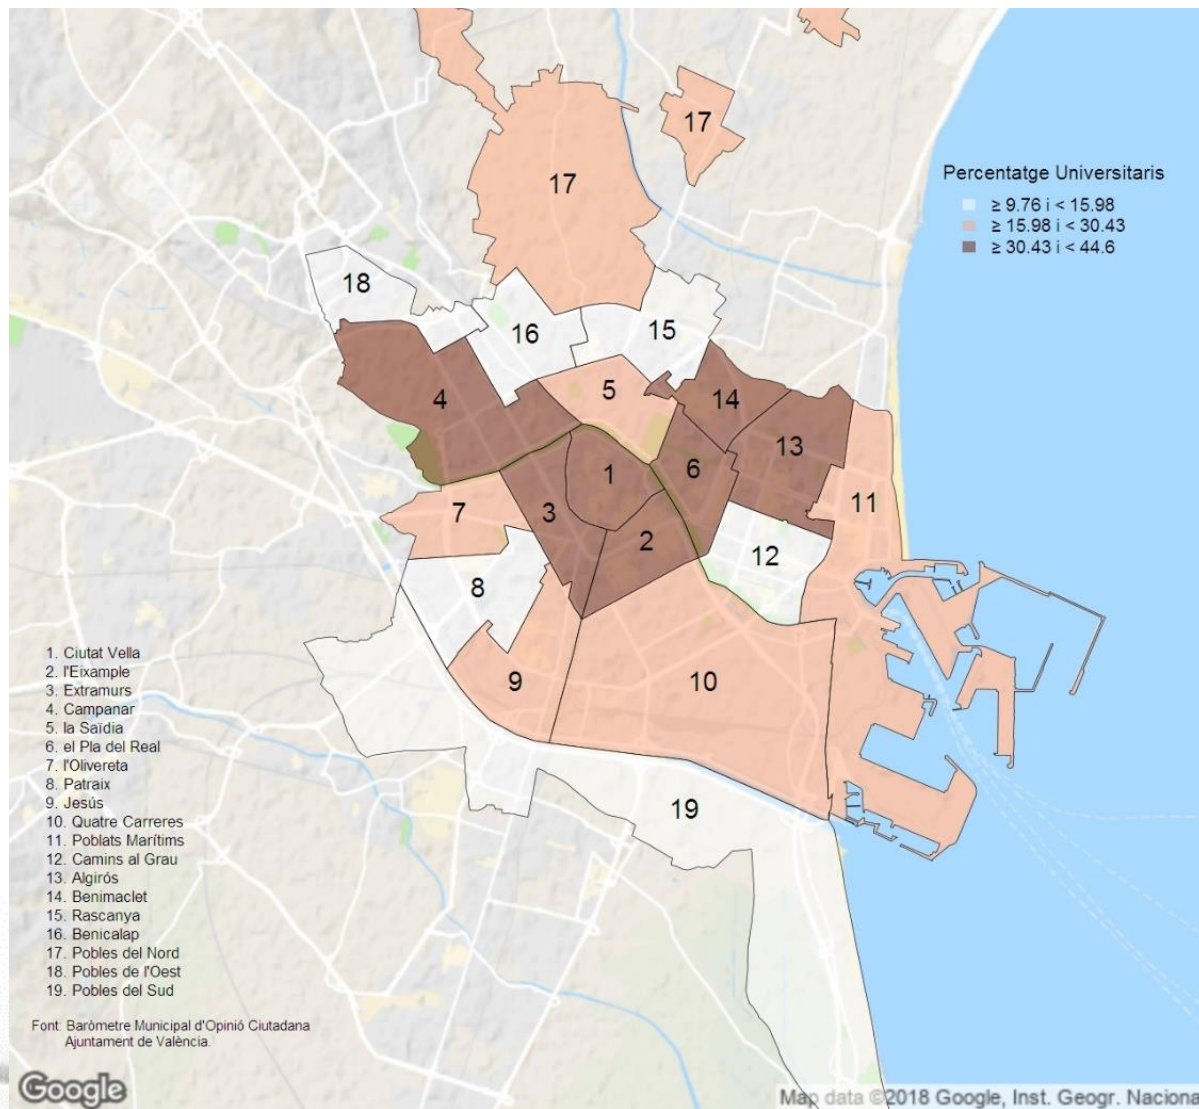 17
17
Percentatge Universitaris
≥ 9.76 i < 15.98
≥ 15.98 i < 30.43
≥ 30.43 i < 44.6
18
16
15
5
4
14
13
6
1
11
7
3
2
12
8
9
10
19
1. Ciutat Vella
2. l'Eixample
3. Extramurs
4. Campanar
5. la Saïdia
6. el Pla del Real
7. l'Olivereta
8. Patraix
9. Jesús
10. Quatre Carreres
11. Poblats Marítims
12. Camins al Grau
13. Algirós
14. Benimaclet
15. Rascanya
16. Benicalap
17. Pobles del Nord
18. Pobles de l'Oest
19. Pobles del Sud
Font: Baròmetre Municipal d'Opinió Ciutadana
Ajuntament de València.
Google
Map data ©2018 Google, Inst. Geogr. Naciona